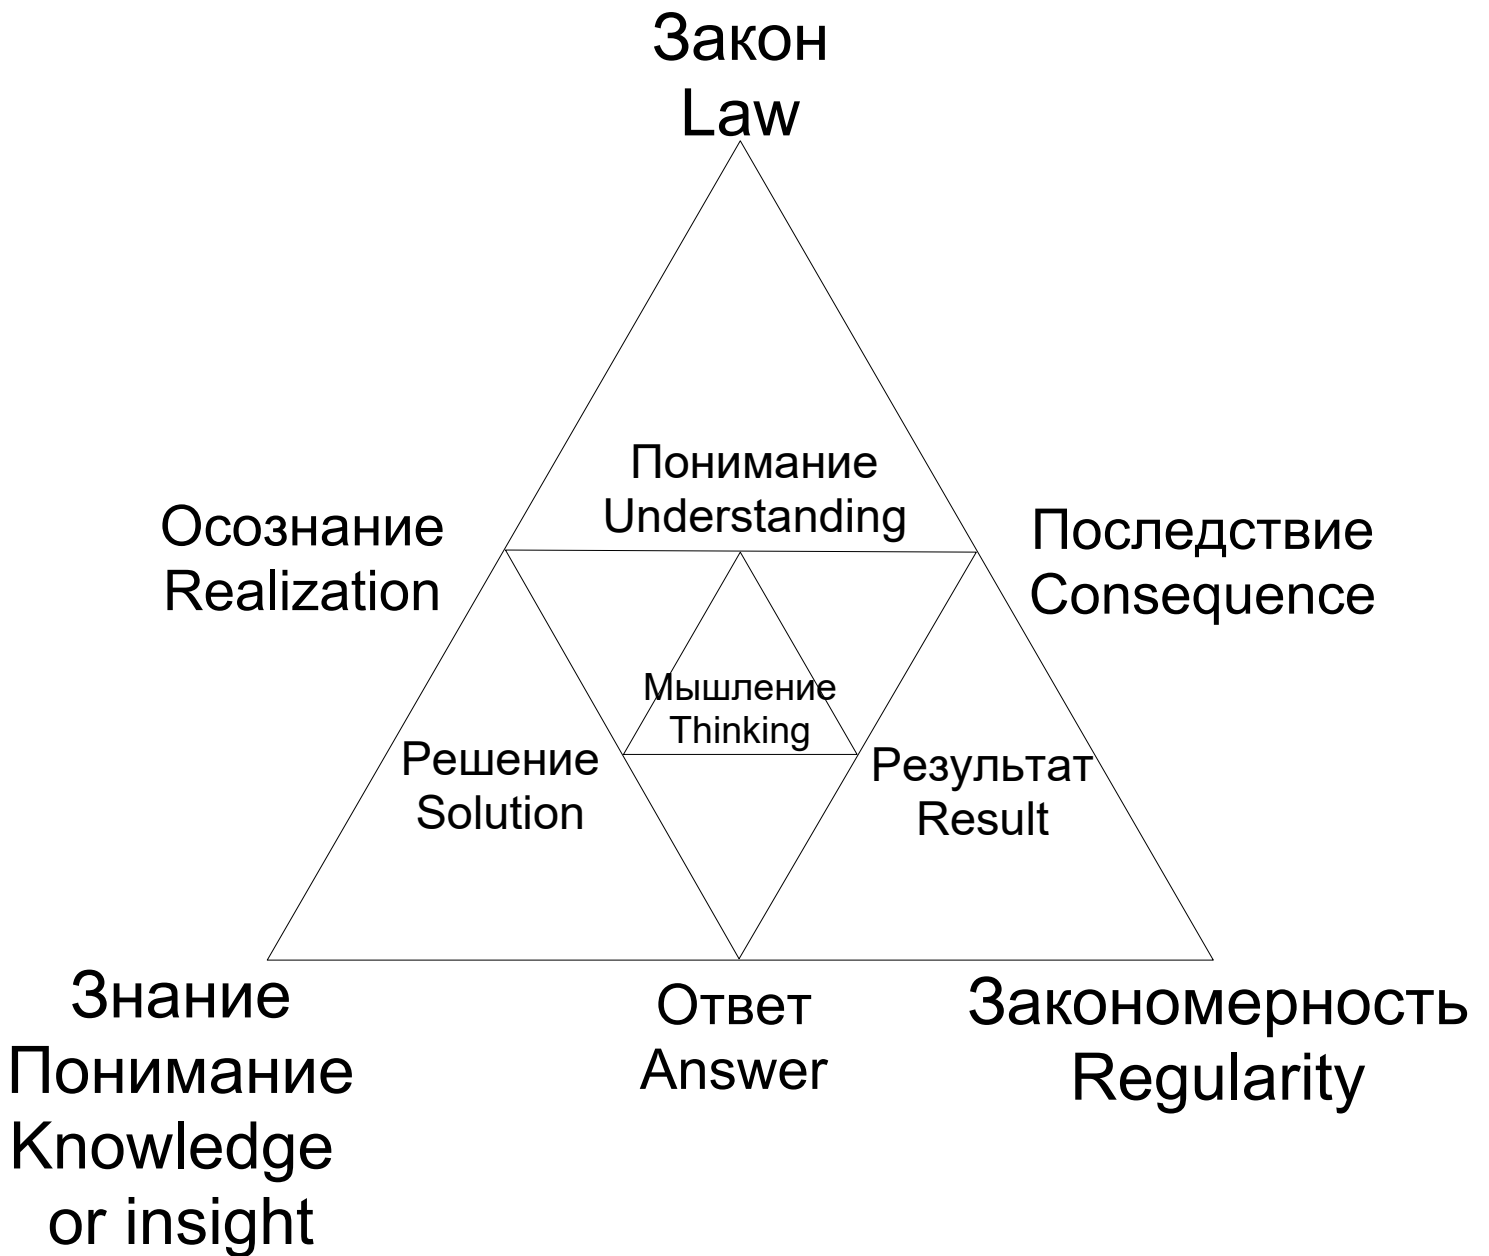 Закон
Law
Понимание
Understanding
Осознание
Realization
Последствие
Consequence
Мышление
Thinking
Решение
Solution
Результат
Result
Знание
Понимание
Knowledge
or insight
Ответ
Answer
Закономерность
Regularity